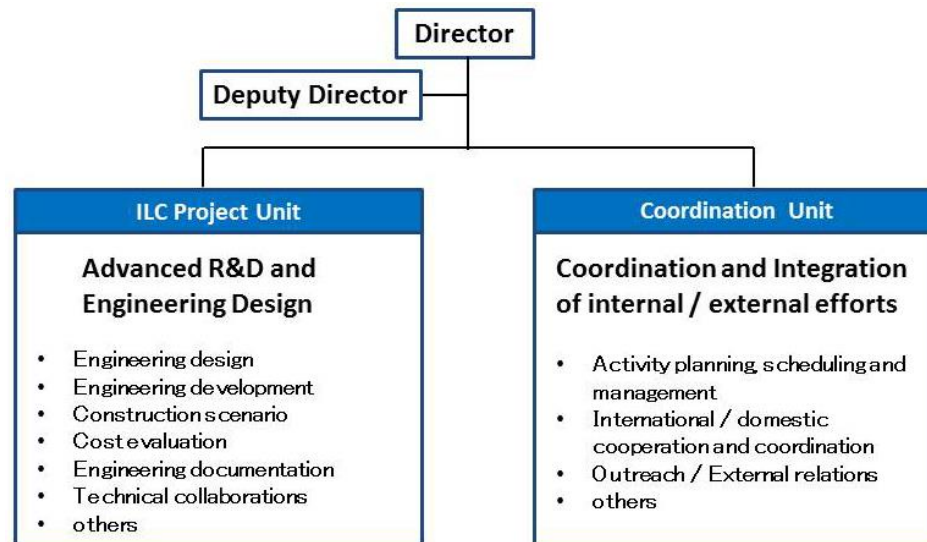 Director
Deputy Director
ILC Project Unit
Advanced R&D and
Engineering Design
• Engineering design
• Engineering development
• Construction scenario
• Cost evaluation
• Engineering documentation
• Technical collaborations
• others
Coordination Unit
Coordination and Integration
of internal / external efforts
• Activity planning, scheduling and
management
• International / domestic
cooperation and coordination
• Outreach / External relations
• others